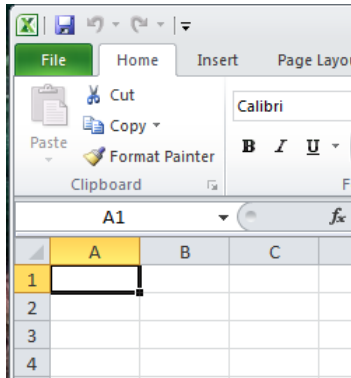 File Home Insert Page Layou
Cut
Calibri
Copy
Paste
B I U
Format Painter
Clipboard F
A1 fx
A B C
1
2
3
4